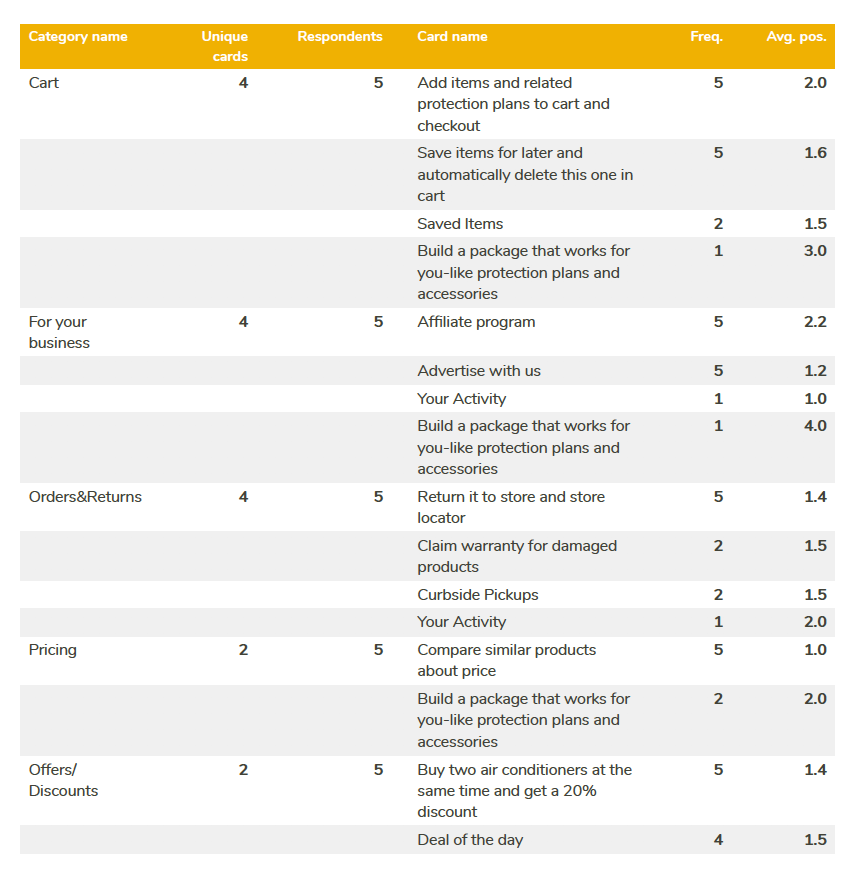 Category name Unique cards Respondents Card name Freq. Avg. pos.
Cart 4 5 Add items and related 5 2.0
protection plans to cart and
checkout
Save items for later and 5 1.6
automatically delete this one in
cart
Saved Items 2 1.5
Build a package that works for 1 3.0
you-like protection plans and
accessories
For your 4 5 Affiliate program 5 2.2
business
Advertise with us 5 1.2
Your Activity 1 1.0
Build a package that works for 1 4.0
you-like protection plans and
accessories
Orders&Returns 4 5 Return it to store and store 5 1.4
locator
Claim warranty for damaged 2 1.5
products
Curbside Pickups 2 1.5
Your Activity 1 2.0
Pricing 2 5 Compare similar products 5 1.0
about price
Build a package that works for 2 2.0
you-like protection plans and
accessories
Offers/ 2 5 Buy two air conditioners at the 5 1.4
Discounts same time and get a 20%
discount
Deal of the day 4 1.5